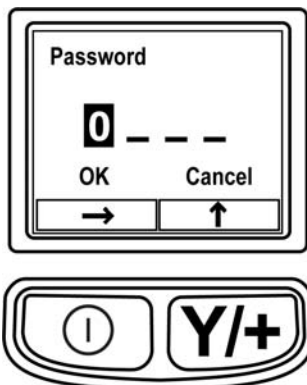 Password
0 _ _ _
OK Cancel
→ ↑
Y/+